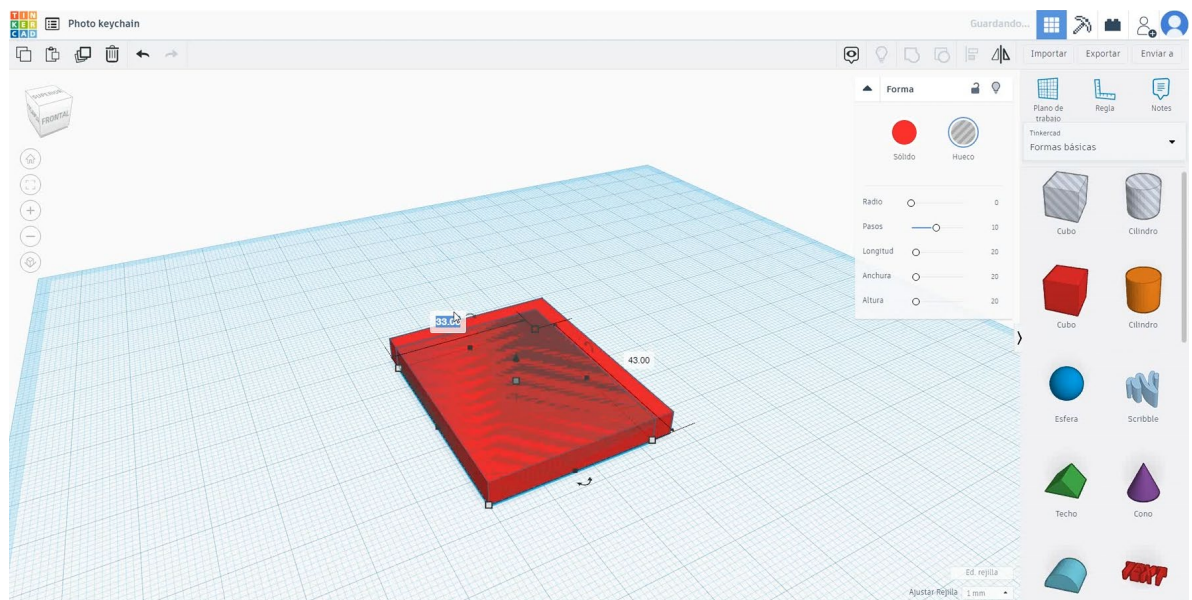 TIN
KER
CAD
Photo keychain
Guardando...
Importar
Exportar
Enviar a
SUPERIOR
FRONTAL
Forma
Sólido
Hueco
Radio
0
Pasos
10
Longitud
20
Anchura
20
Altura
20
Plano de
trabajo
Regla
Notes
Tinkercad
Formas básicas
Cubo
Cilindro
Cubo
Cilindro
Esfera
Scribble
Techo
Cono
TEXT
43.00
Ed. rejilla
Ajustar Rejilla
1 mm